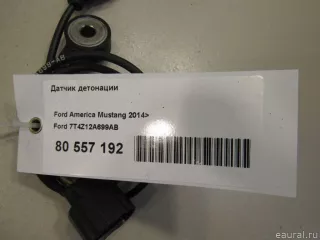 Датчик детонации
Ford America Mustang 2014>
Ford 7T4Z12A699AB
80 557 192
eaural.ru